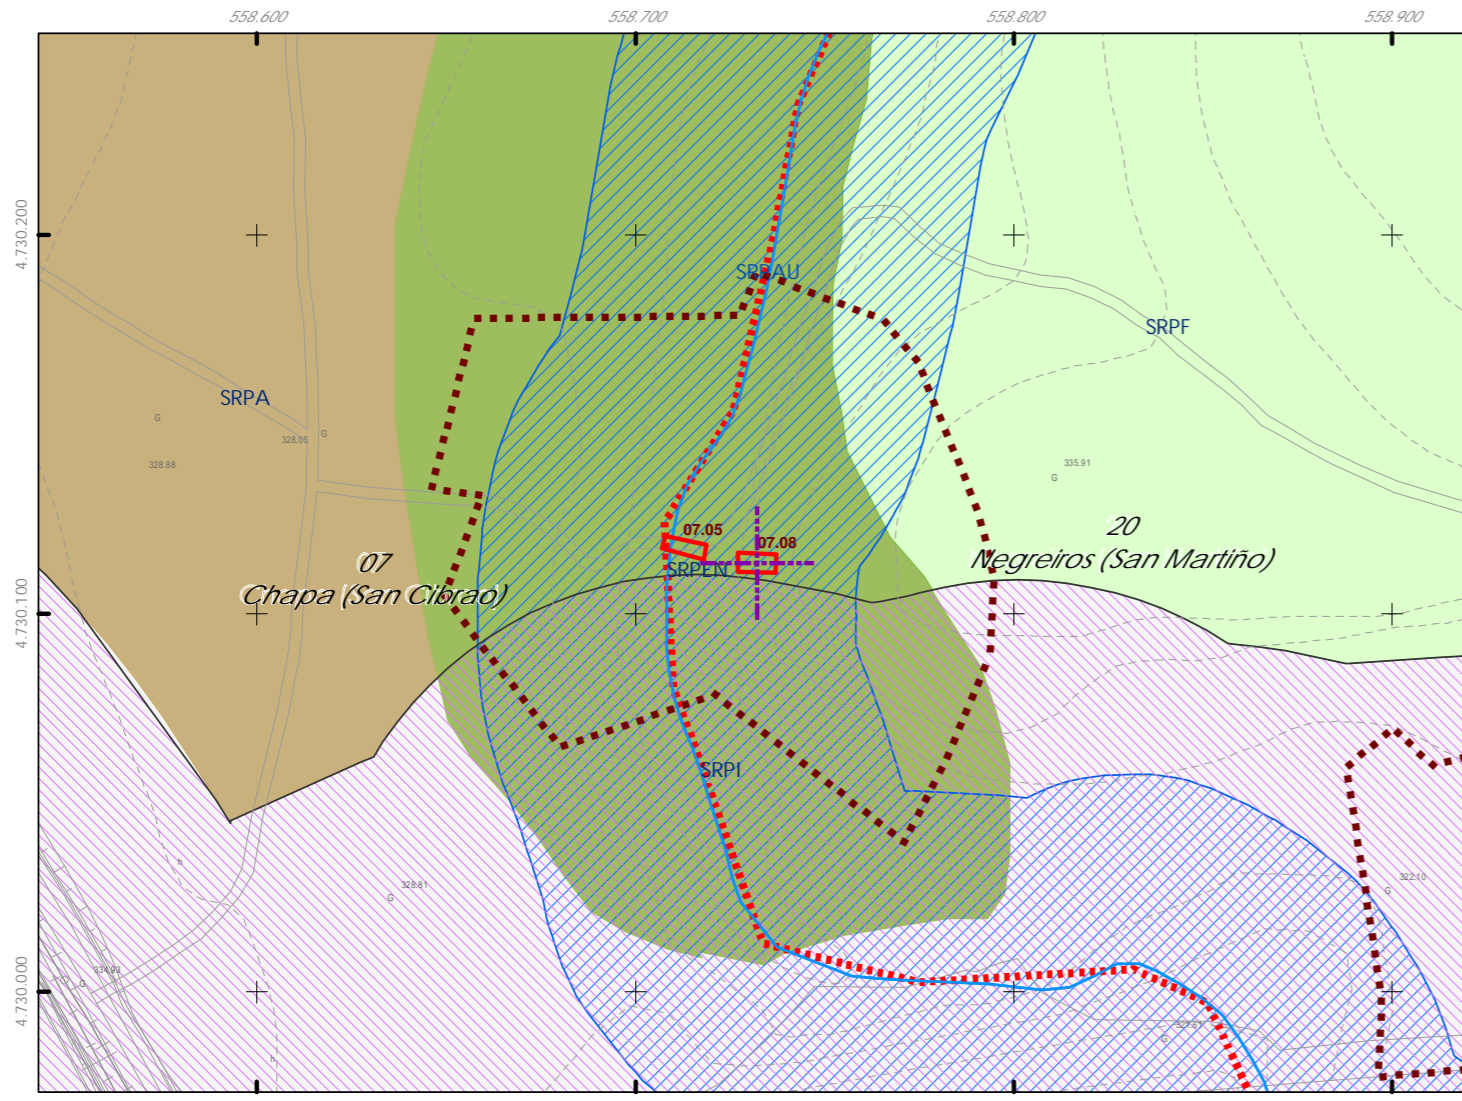 558.600
558.700
558.800
558.900
4.730.200
SRPAU
SRPF
SRPA
G
G
328.05
328.88
335.91
G
07.05
07.08
20
Negreiros (San Martiño)
07
Chapa (San Cibrao)
SRPEN
4.730.100
SRPI
h
328.81
G
322.10
G
334.93
G
4.730.000
G
h